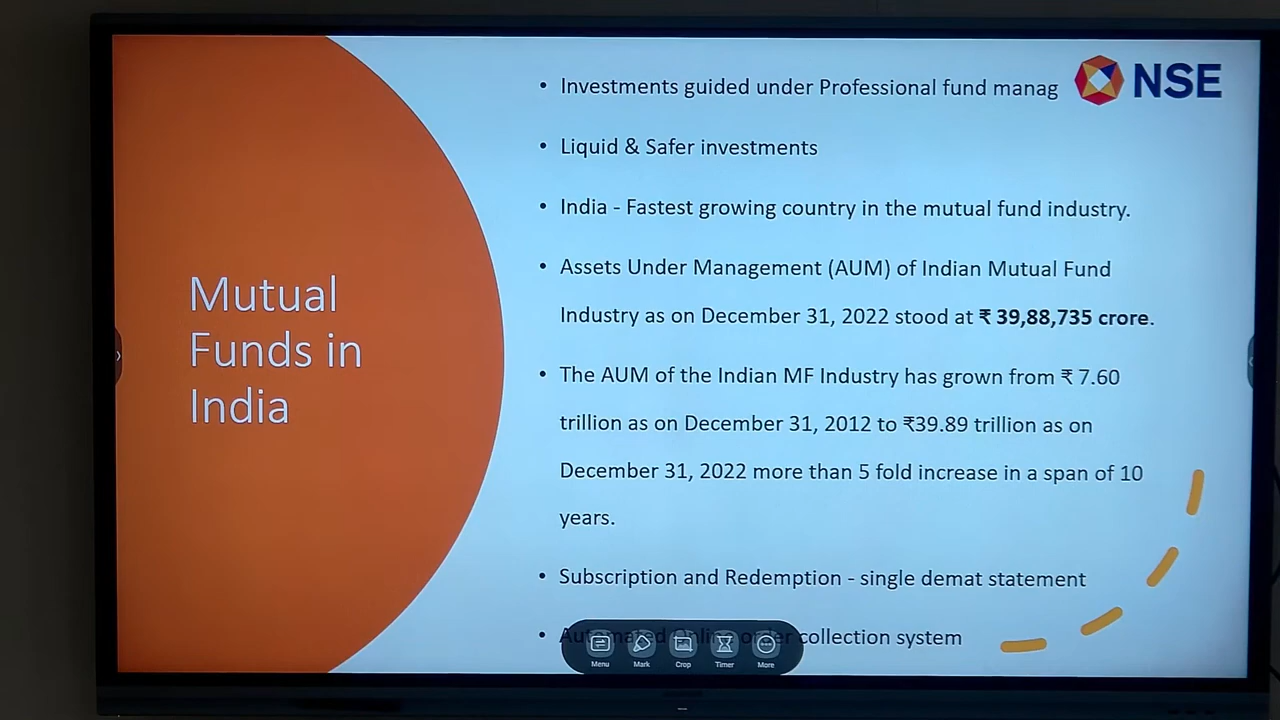 NSE
Mutual
Funds in
India
• Investments guided under Professional fund manag
• Liquid & Safer investments
• India - Fastest growing country in the mutual fund industry.
• Assets Under Management (AUM) of Indian Mutual Fund
Industry as on December 31, 2022 stood at ₹ 39,88,735 crore.
• The AUM of the Indian MF Industry has grown from ₹ 7.60
trillion as on December 31, 2012 to ₹39.89 trillion as on
December 31, 2022 more than 5 fold increase in a span of 10
years.
• Subscription and Redemption - single demat statement
• Automated Online order collection system
Menu Mark Crop Timer More